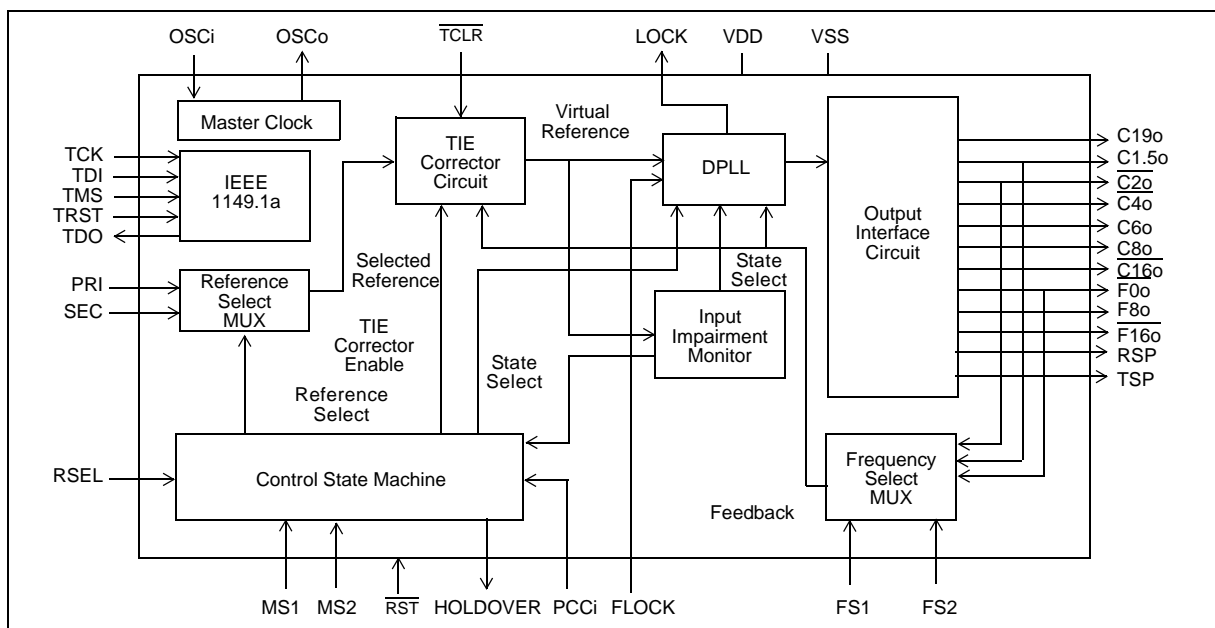 OSCi
OSCo
TCLR
LOCK
VDD
VSS
Master Clock
TCK
TDI
TMS
TRST
TDO
IEEE
1149.1a
TIE
Corrector
Circuit
Virtual
Reference
DPLL
Output
Interface
Circuit
C19o
C1.5o
C2o
C4o
C6o
C8o
C16o
F0o
F8o
F16o
RSP
TSP
PRI
SEC
Reference
Select
MUX
Selected
Reference
TIE
Corrector
Enable
Reference
Select
State
Select
State
Select
Input
Impairment
Monitor
RSEL
Control State Machine
Feedback
Frequency
Select
MUX
MS1
MS2
RST
HOLDOVER
PCCi
FLOCK
FS1
FS2